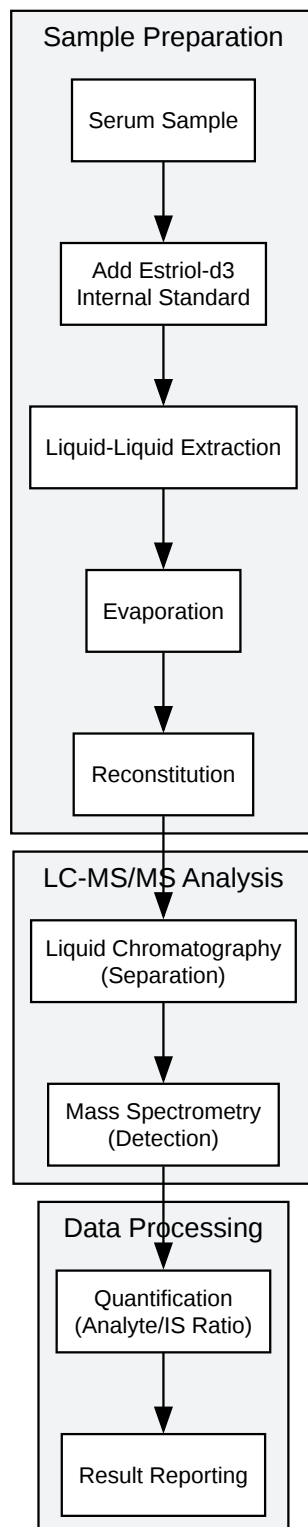 Sample Preparation
Serum Sample
Add Estriol-d3
Internal Standard
Liquid-Liquid Extraction
Evaporation
Reconstitution
LC-MS/MS Analysis
Liquid Chromatography
(Separation)
Mass Spectrometry
(Detection)
Data Processing
Quantification
(Analyte/IS Ratio)
Result Reporting